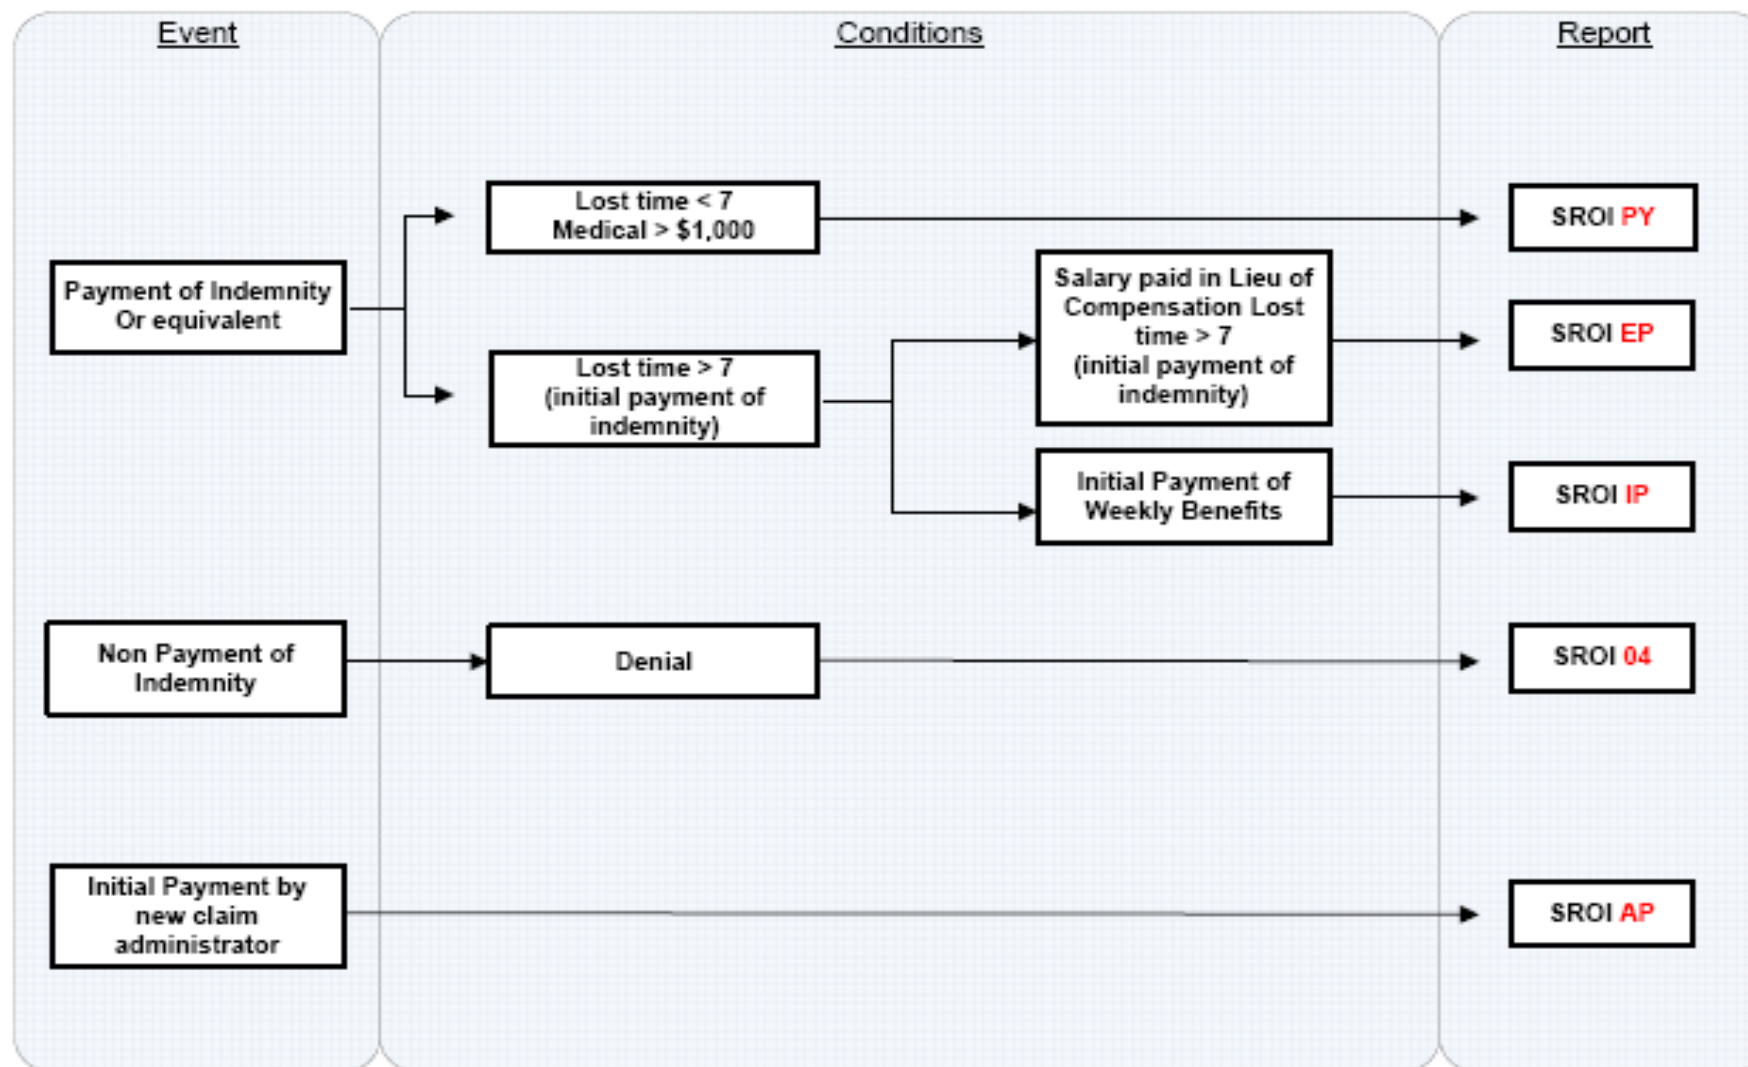 Event
Conditions
Report
Lost time < 7
Medical > $1,000
SROI PY
Payment of Indemnity
Or equivalent
Salary paid in Lieu of
Compensation Lost
time > 7
(initial payment of
indemnity)
SROI EP
Lost time > 7
(initial payment of
indemnity)
Initial Payment of
Weekly Benefits
SROI IP
Non Payment of
Indemnity
Denial
SROI 04
Initial Payment by
new claim
administrator
SROI AP